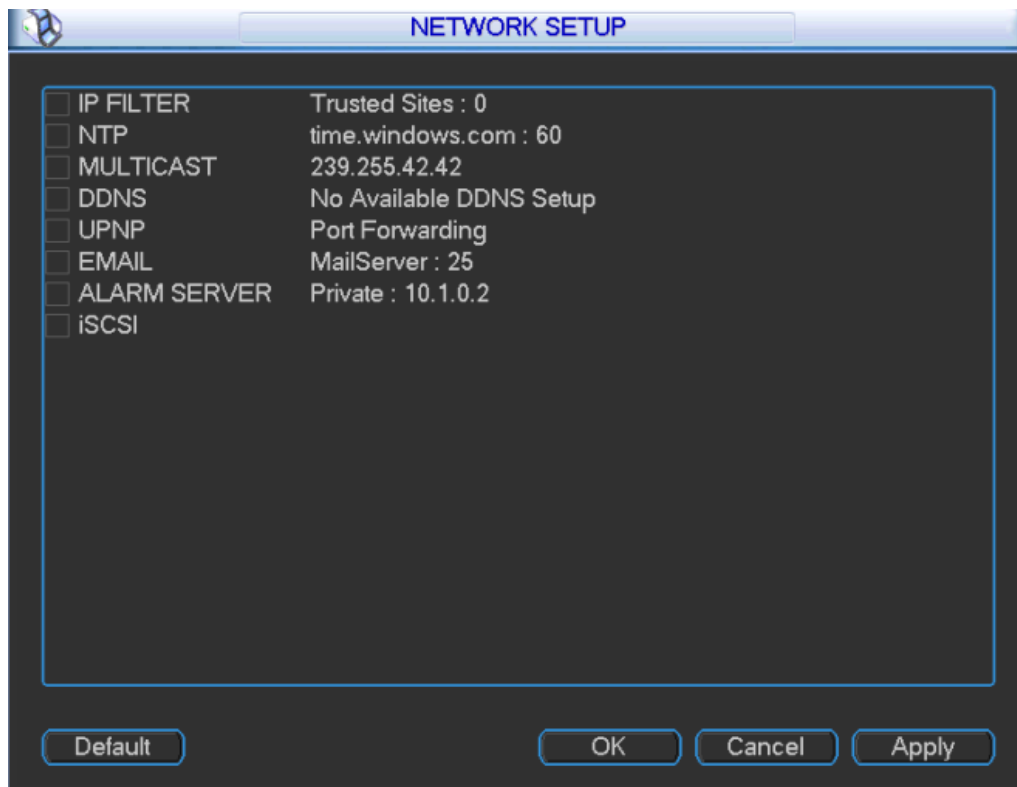 NETWORK SETUP
IP FILTER Trusted Sites : 0
NTP time.windows.com : 60
MULTICAST 239.255.42.42
DDNS No Available DDNS Setup
UPNP Port Forwarding
EMAIL MailServer : 25
ALARM SERVER Private : 10.1.0.2
iSCSI
Default OK Cancel Apply